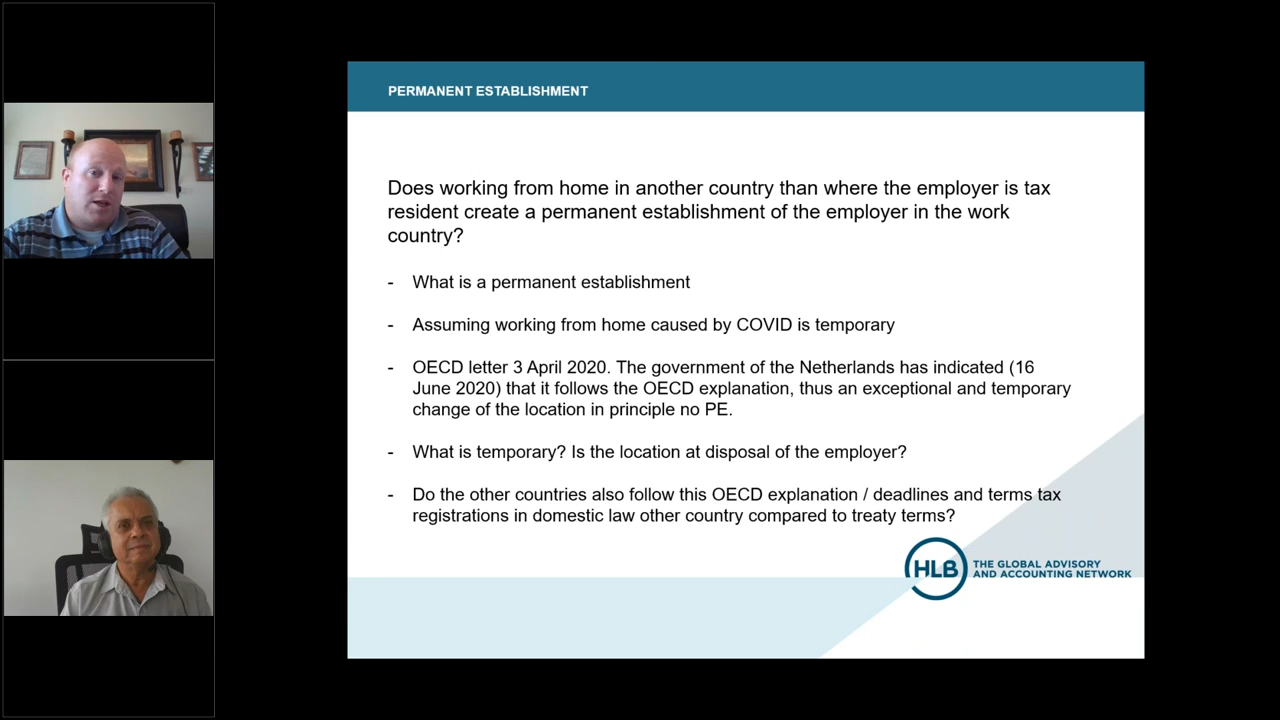 PERMANENT ESTABLISHMENT
Does working from home in another country than where the employer is tax
resident create a permanent establishment of the employer in the work
country?
- What is a permanent establishment
- Assuming working from home caused by COVID is temporary
- OECD letter 3 April 2020. The government of the Netherlands has indicated (16
June 2020) that it follows the OECD explanation, thus an exceptional and temporary
change of the location in principle no PE.
- What is temporary? Is the location at disposal of the employer?
- Do the other countries also follow this OECD explanation / deadlines and terms tax
registrations in domestic law other country compared to treaty terms?
HLB
THE GLOBAL ADVISORY
AND ACCOUNTING NETWORK